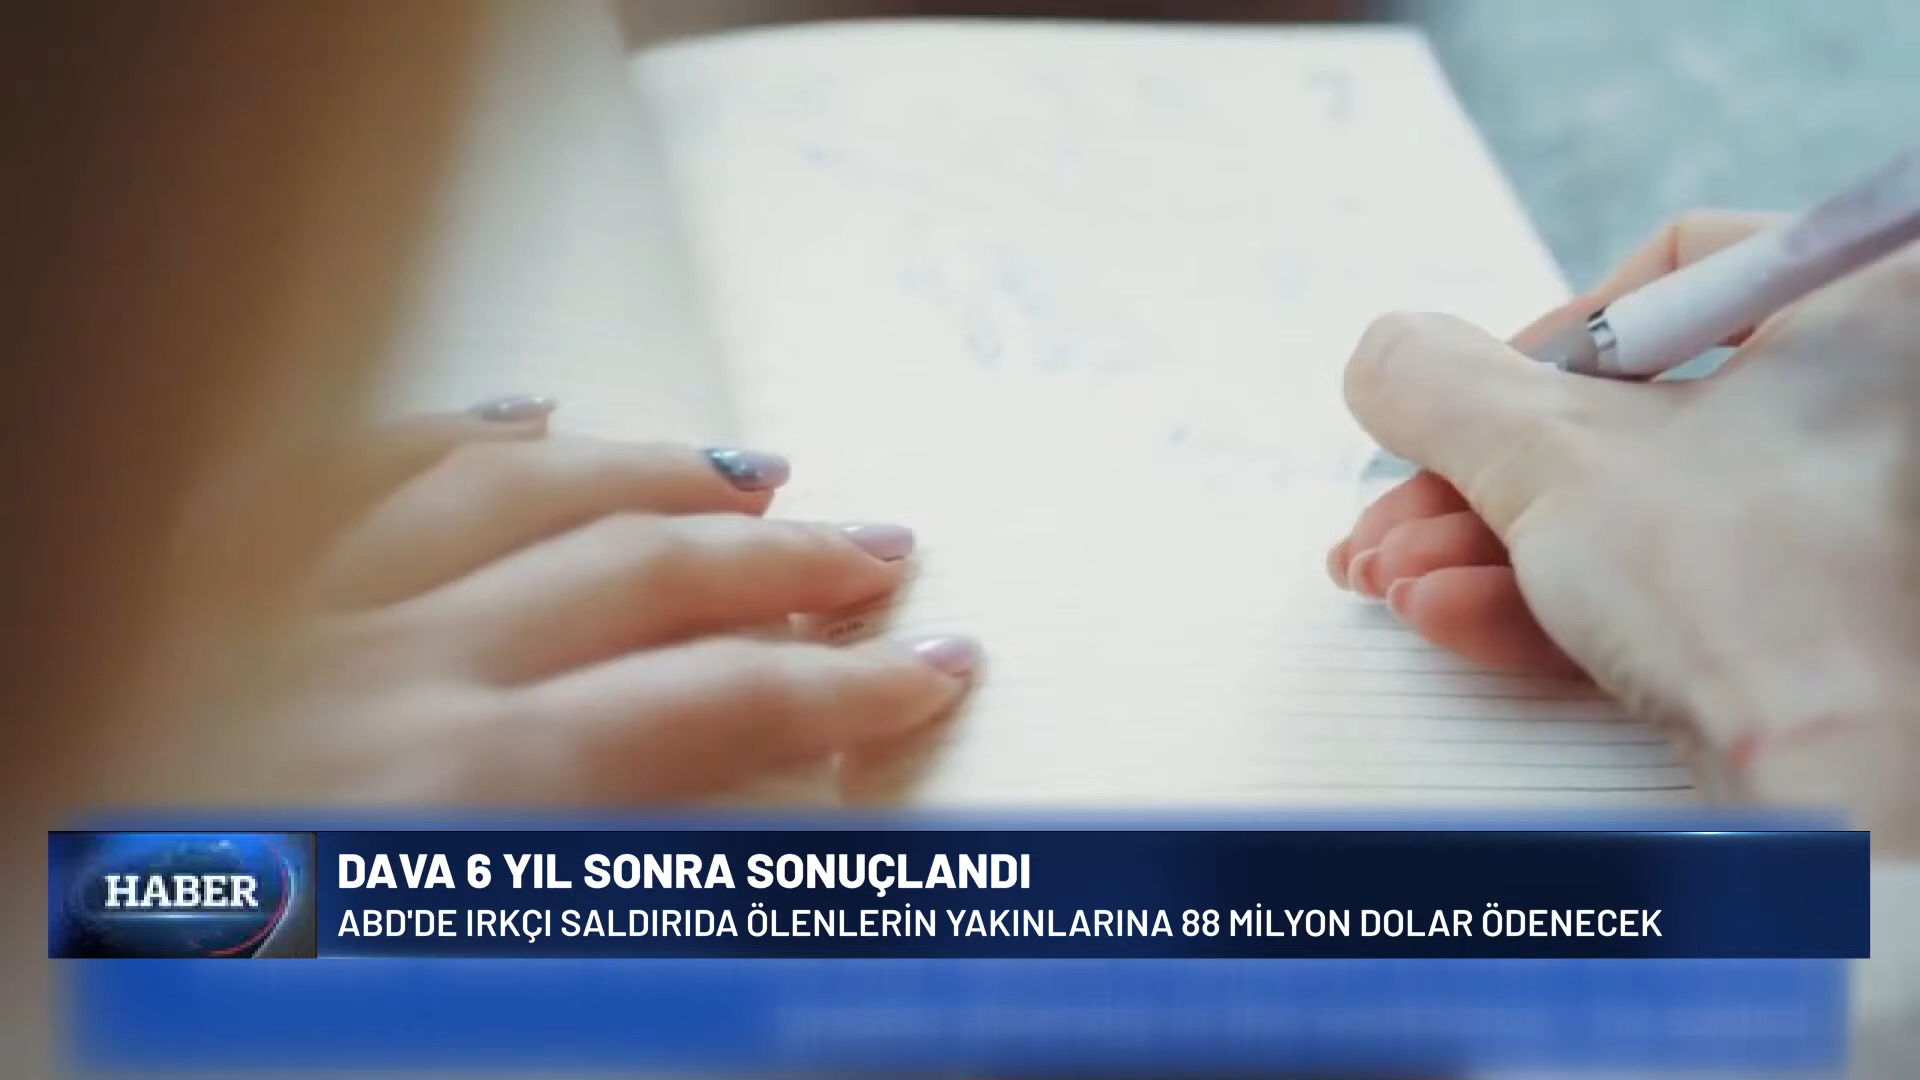 HABER
DAVA 6 YIL SONRA SONUÇLANDI
ABD'DE IRKÇI SALDIRIDA ÖLENLERİN YAKINLARINA 88 MİLYON DOLAR ÖDENECEK